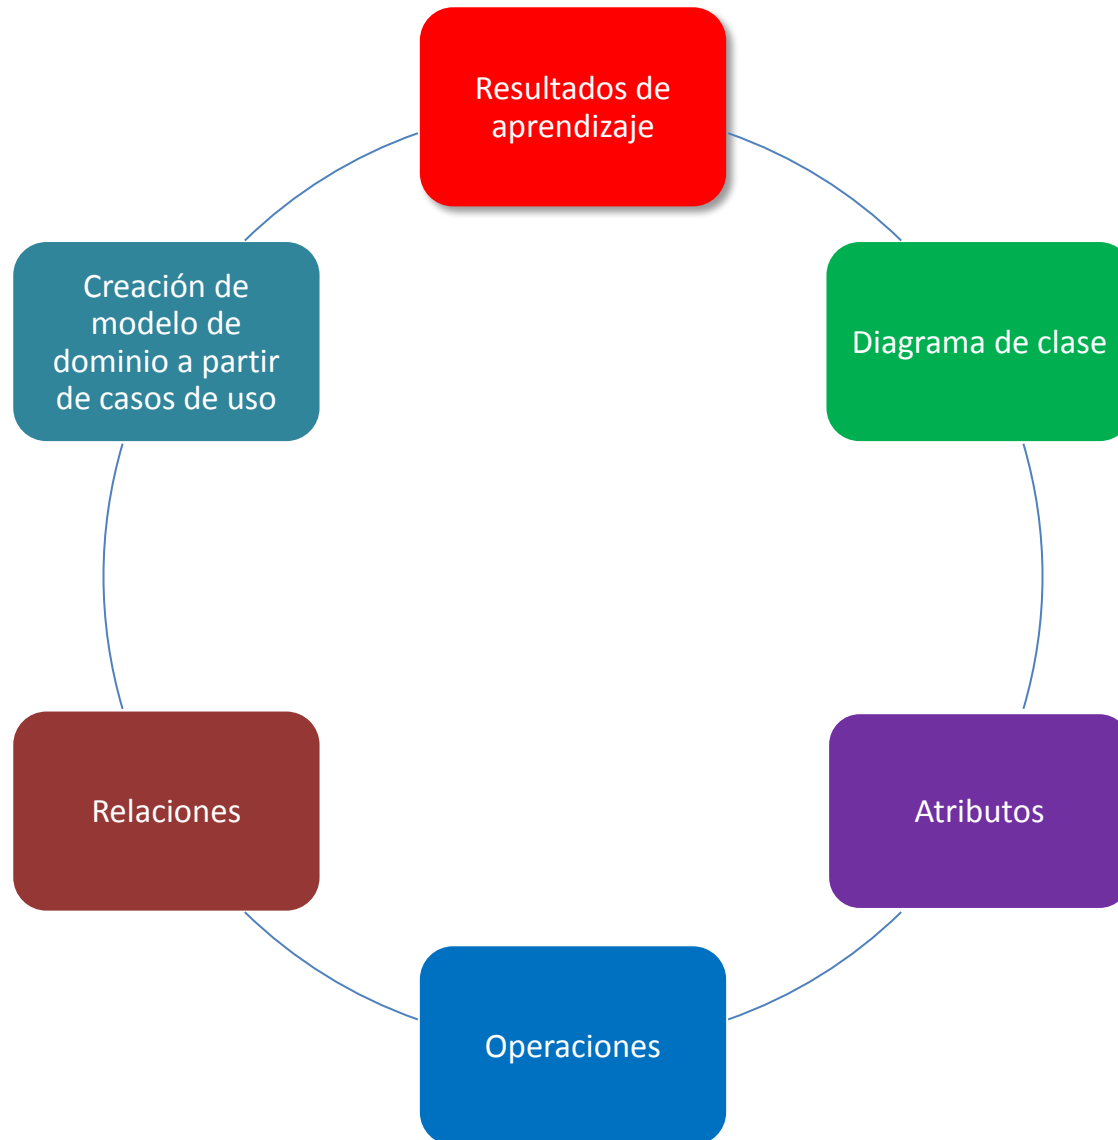 Resultados de
aprendizaje
Creación de
modelo de
dominio a partir
de casos de uso
Diagrama de clase
Relaciones
Atributos
Operaciones